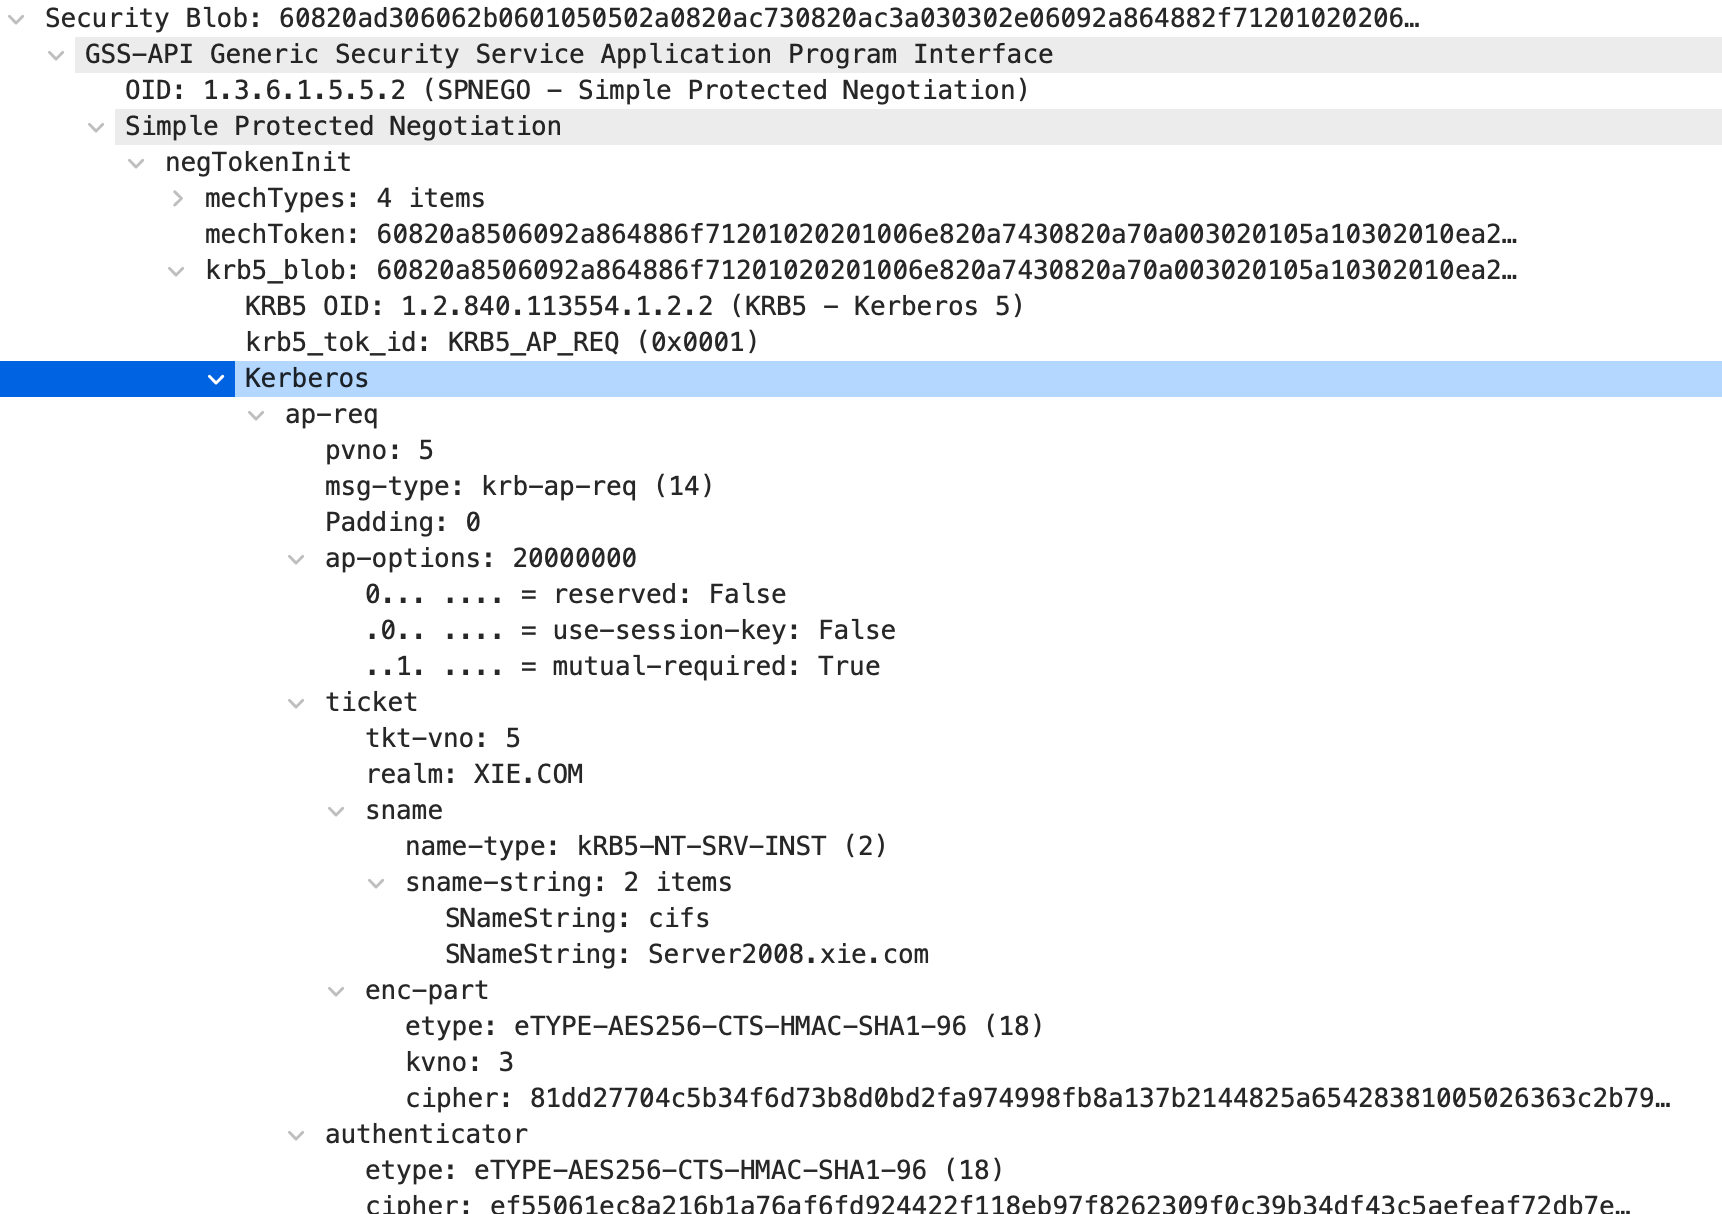 Security Blob: 60820ad306062b0601050502a0820ac730820ac3a030302e06092a864882f71201020206…
GSS-API Generic Security Service Application Program Interface
OID: 1.3.6.1.5.5.2 (SPNEGO - Simple Protected Negotiation)
Simple Protected Negotiation
negTokenInit
mechTypes: 4 items
mechToken: 60820a8506092a864886f71201020201006e820a7430820a70a003020105a10302010ea2…
krb5_blob: 60820a8506092a864886f71201020201006e820a7430820a70a003020105a10302010ea2…
KRB5 OID: 1.2.840.113554.1.2.2 (KRB5 - Kerberos 5)
krb5_tok_id: KRB5_AP_REQ (0x0001)
Kerberos
ap-req
pvno: 5
msg-type: krb-ap-req (14)
Padding: 0
ap-options: 20000000
0... .... = reserved: False
.0.. .... = use-session-key: False
..1. .... = mutual-required: True
ticket
tkt-vno: 5
realm: XIE.COM
sname
name-type: kRB5-NT-SRV-INST (2)
sname-string: 2 items
SNameString: cifs
SNameString: Server2008.xie.com
enc-part
etype: eTYPE-AES256-CTS-HMAC-SHA1-96 (18)
kvno: 3
cipher: 81dd27704c5b34f6d73b8d0bd2fa974998fb8a137b2144825a65428381005026363c2b79…
authenticator
etype: eTYPE-AES256-CTS-HMAC-SHA1-96 (18)
cipher: ef55061ec8a216b1a76af6fd924422f118eb97f8262309f0c39b34df43c5aefeaf72db7e…